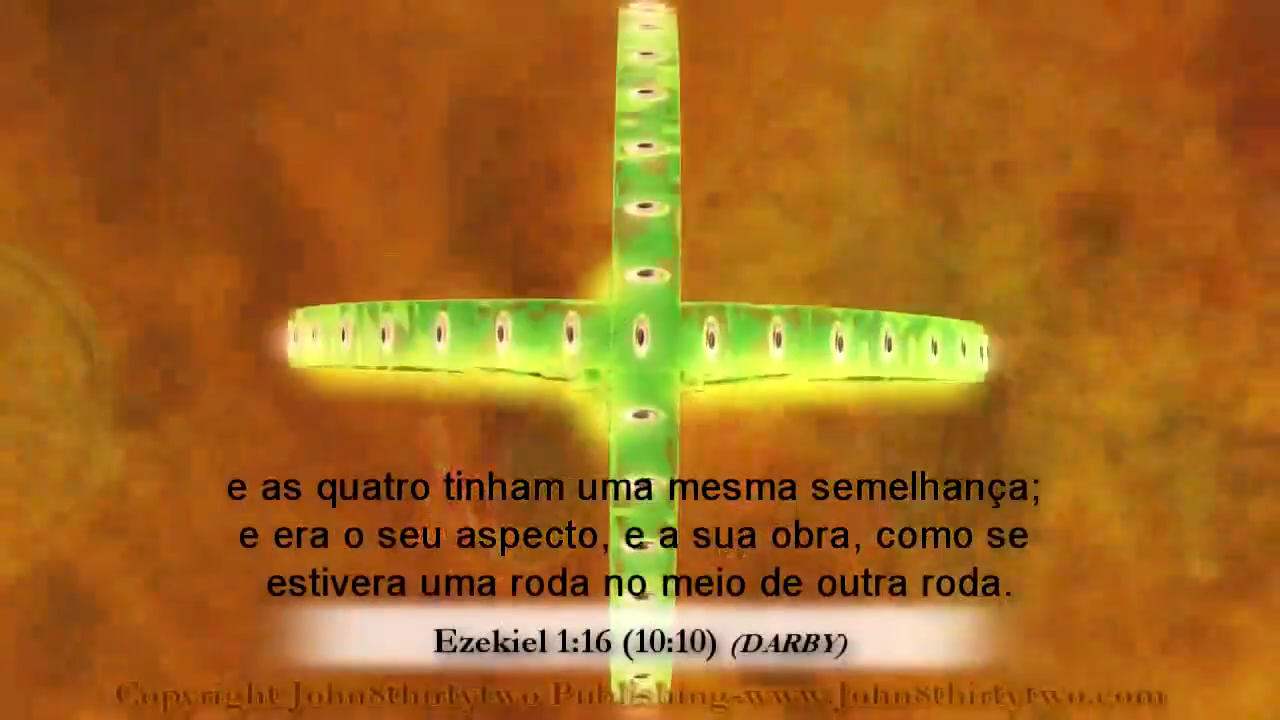 e as quatro tinham uma mesma semelhança;
e era o seu aspecto, e a sua obra, como se
estivera uma roda no meio de outra roda.
Ezekiel 1:16 (10:10) (DARBY)
Copyright John8thirtytwo Publishing-www.John8thirtytwo.com